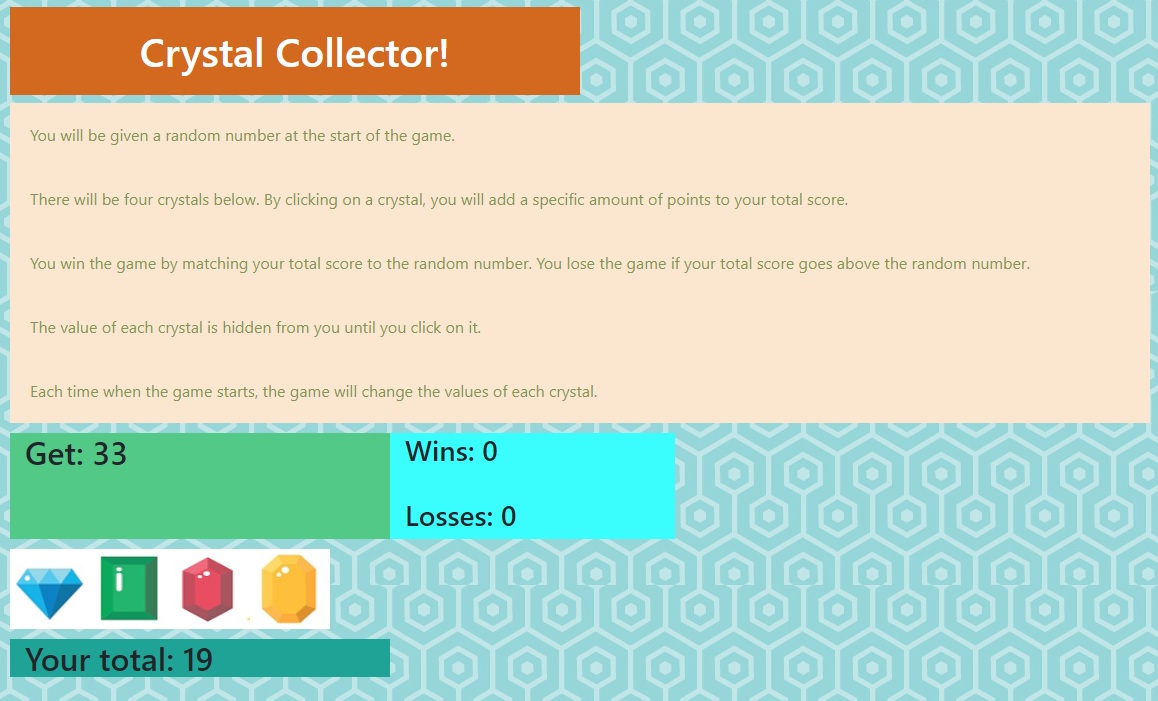 Crystal Collector!
You will be given a random number at the start of the game.
There will be four crystals below. By clicking on a crystal, you will add a specific amount of points to your total score.
You win the game by matching your total score to the random number. You lose the game if your total score goes above the random number.
The value of each crystal is hidden from you until you click on it.
Each time when the game starts, the game will change the values of each crystal.
Get: 33
Wins: 0
Losses: 0
Your total: 19